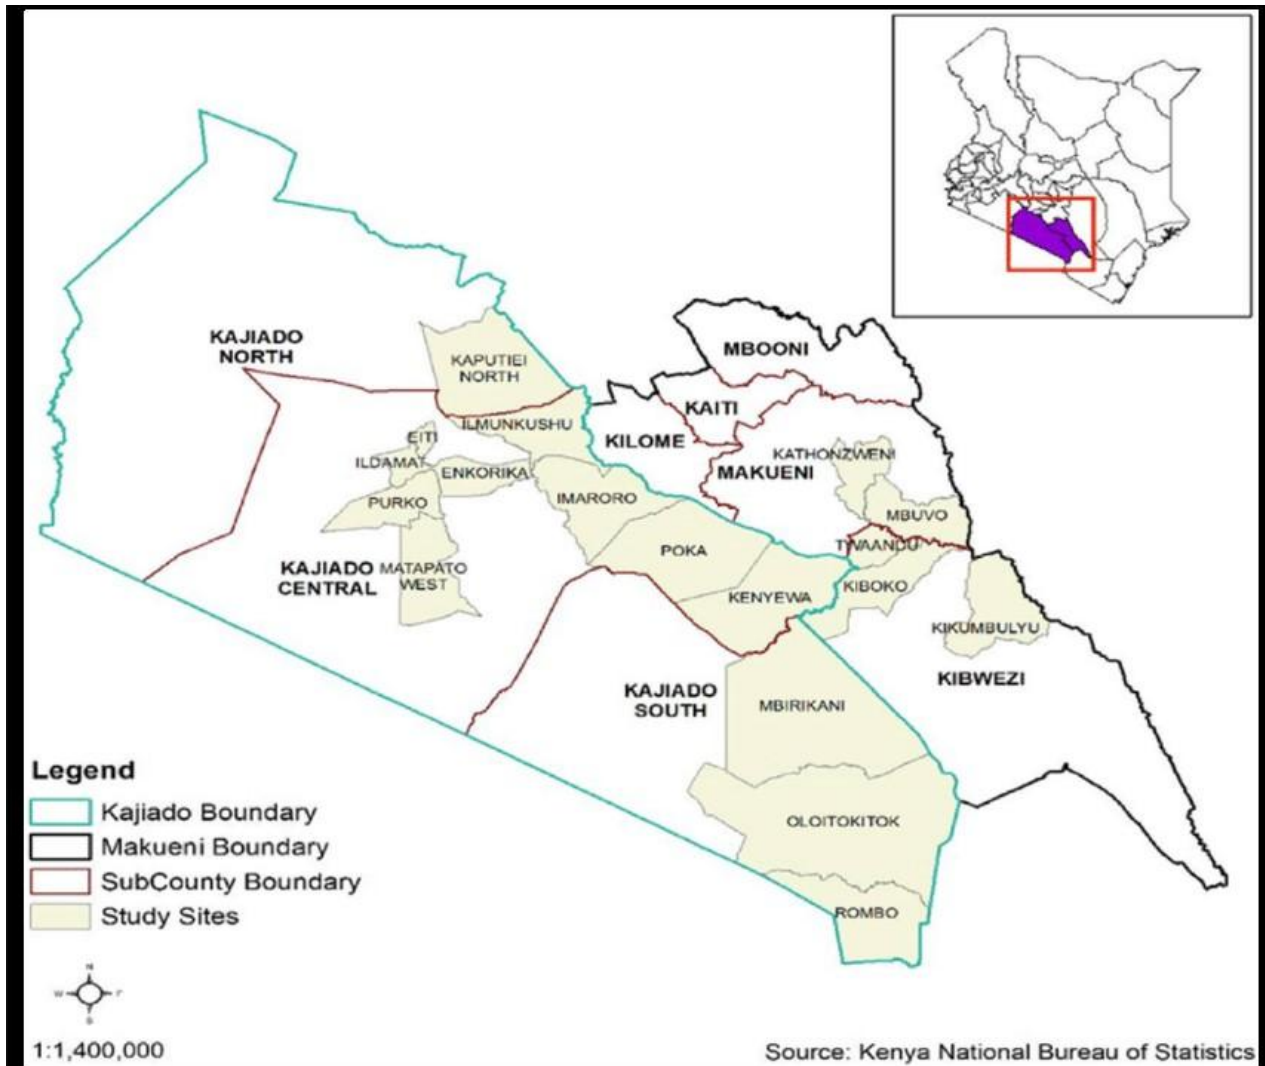 KAJIADO
NORTH
KAPUTIEI
NORTH
MBOONI
KAITI
KILOME
ILMUNKUSHU
EITI
ILDAMAT
ENKORIKA
KATHONZWENI
MAKUENI
PURKO
IMARORO
MBUVO
POKA
TWAANDU
KAJIADO
CENTRAL
MATAPATO
WEST
KENYEWA
KIBOKO
KIKUMBULYU
KIBWEZI
KAJIADO
SOUTH
MBIRIKANI
OLOITOKITOK
ROMBO
Legend
Kajiado Boundary
Makueni Boundary
SubCounty Boundary
Study Sites
N
W
S
1:1,400,000
Source: Kenya National Bureau of Statistics